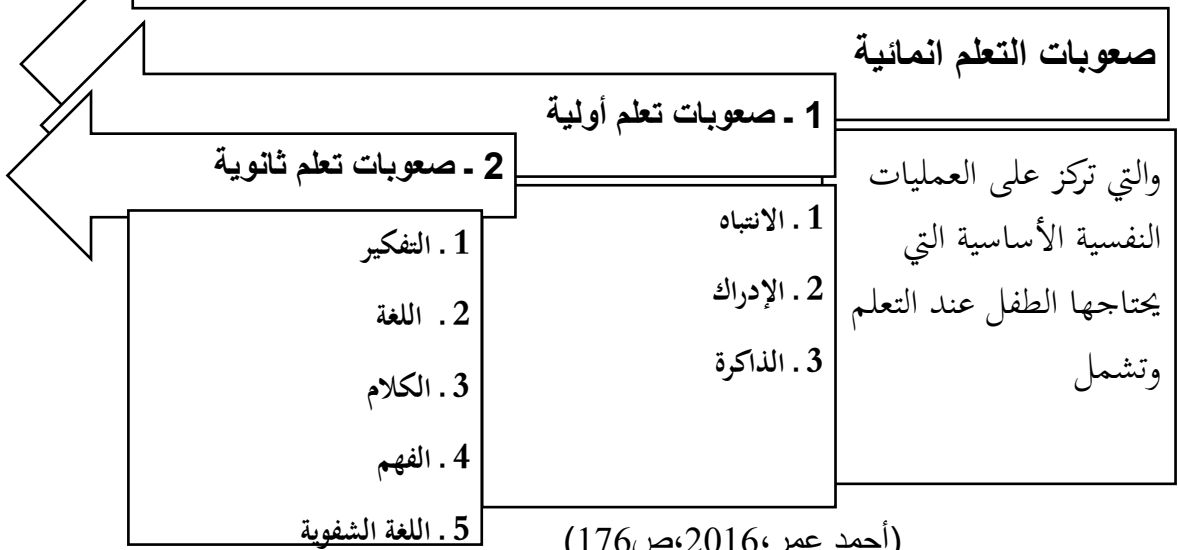 صعوبات التعلم انمائية
والتي تركز على العمليات
النفسية الأساسية التي
يحتاجها الطفل عند التعلم
وتشمل
1 ـ صعوبات تعلم أولية
1 . الانتباه
2 . الإدراك
3 . الذاكرة
2 ـ صعوبات تعلم ثانوية
1 . التفكير
2 . اللغة
3 . الكلام
4 . الفهم
5 . اللغة الشفوية
(أحمد عمر ،2016،ص176)